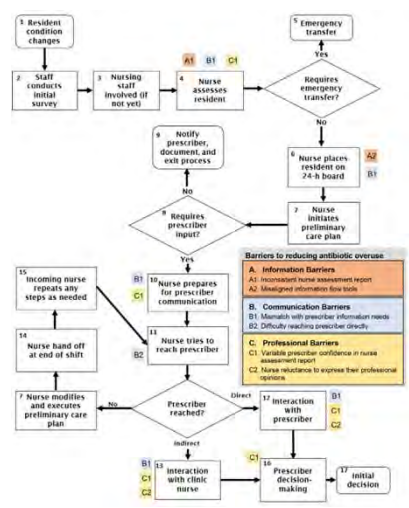 1 Resident
condition
changes
2 Staff
conducts
initial
survey
3 Nursing
staff
involved (if
not yet)
A1 B1 C1
4 Nurse
assesses
resident
5 Emergency
transfer
Yes
Requires
emergency
transfer?
No
6 Nurse places
resident on
24-h board
A2
B1
7 Nurse
initiates
preliminary
care plan
8
Requires
prescriber
input?
No
9 Notify
prescriber,
document, and
exit process
Yes
B1
C1
10
Nurse prepares
for prescriber
communication
B2
11
Nurse tries to
reach prescriber
Prescriber
reached?
No
7 Nurse modifies
and executes
preliminary care
plan
14
Nurse hand off
at end of shift
15
Incoming nurse
repeats any
steps as needed
Direct
12
Interaction
with
prescriber
B1
C1
C2
Indirect
B1
C1
C2
13
Interaction
with clinic
nurse
C1
16
Prescriber
decision-
making
17
Initial
decision
Barriers to reducing antibiotic overuse
A. Information Barriers
A1: Inconsistent nurse assessment report
A2: Misaligned information flow tools
B. Communication Barriers
B1: Mismatch with prescriber information needs
B2: Difficulty reaching prescriber directly
C. Professional Barriers
C1: Variable prescriber confidence in nurse
assessment report
C2: Nurse reluctance to express their professional
opinions